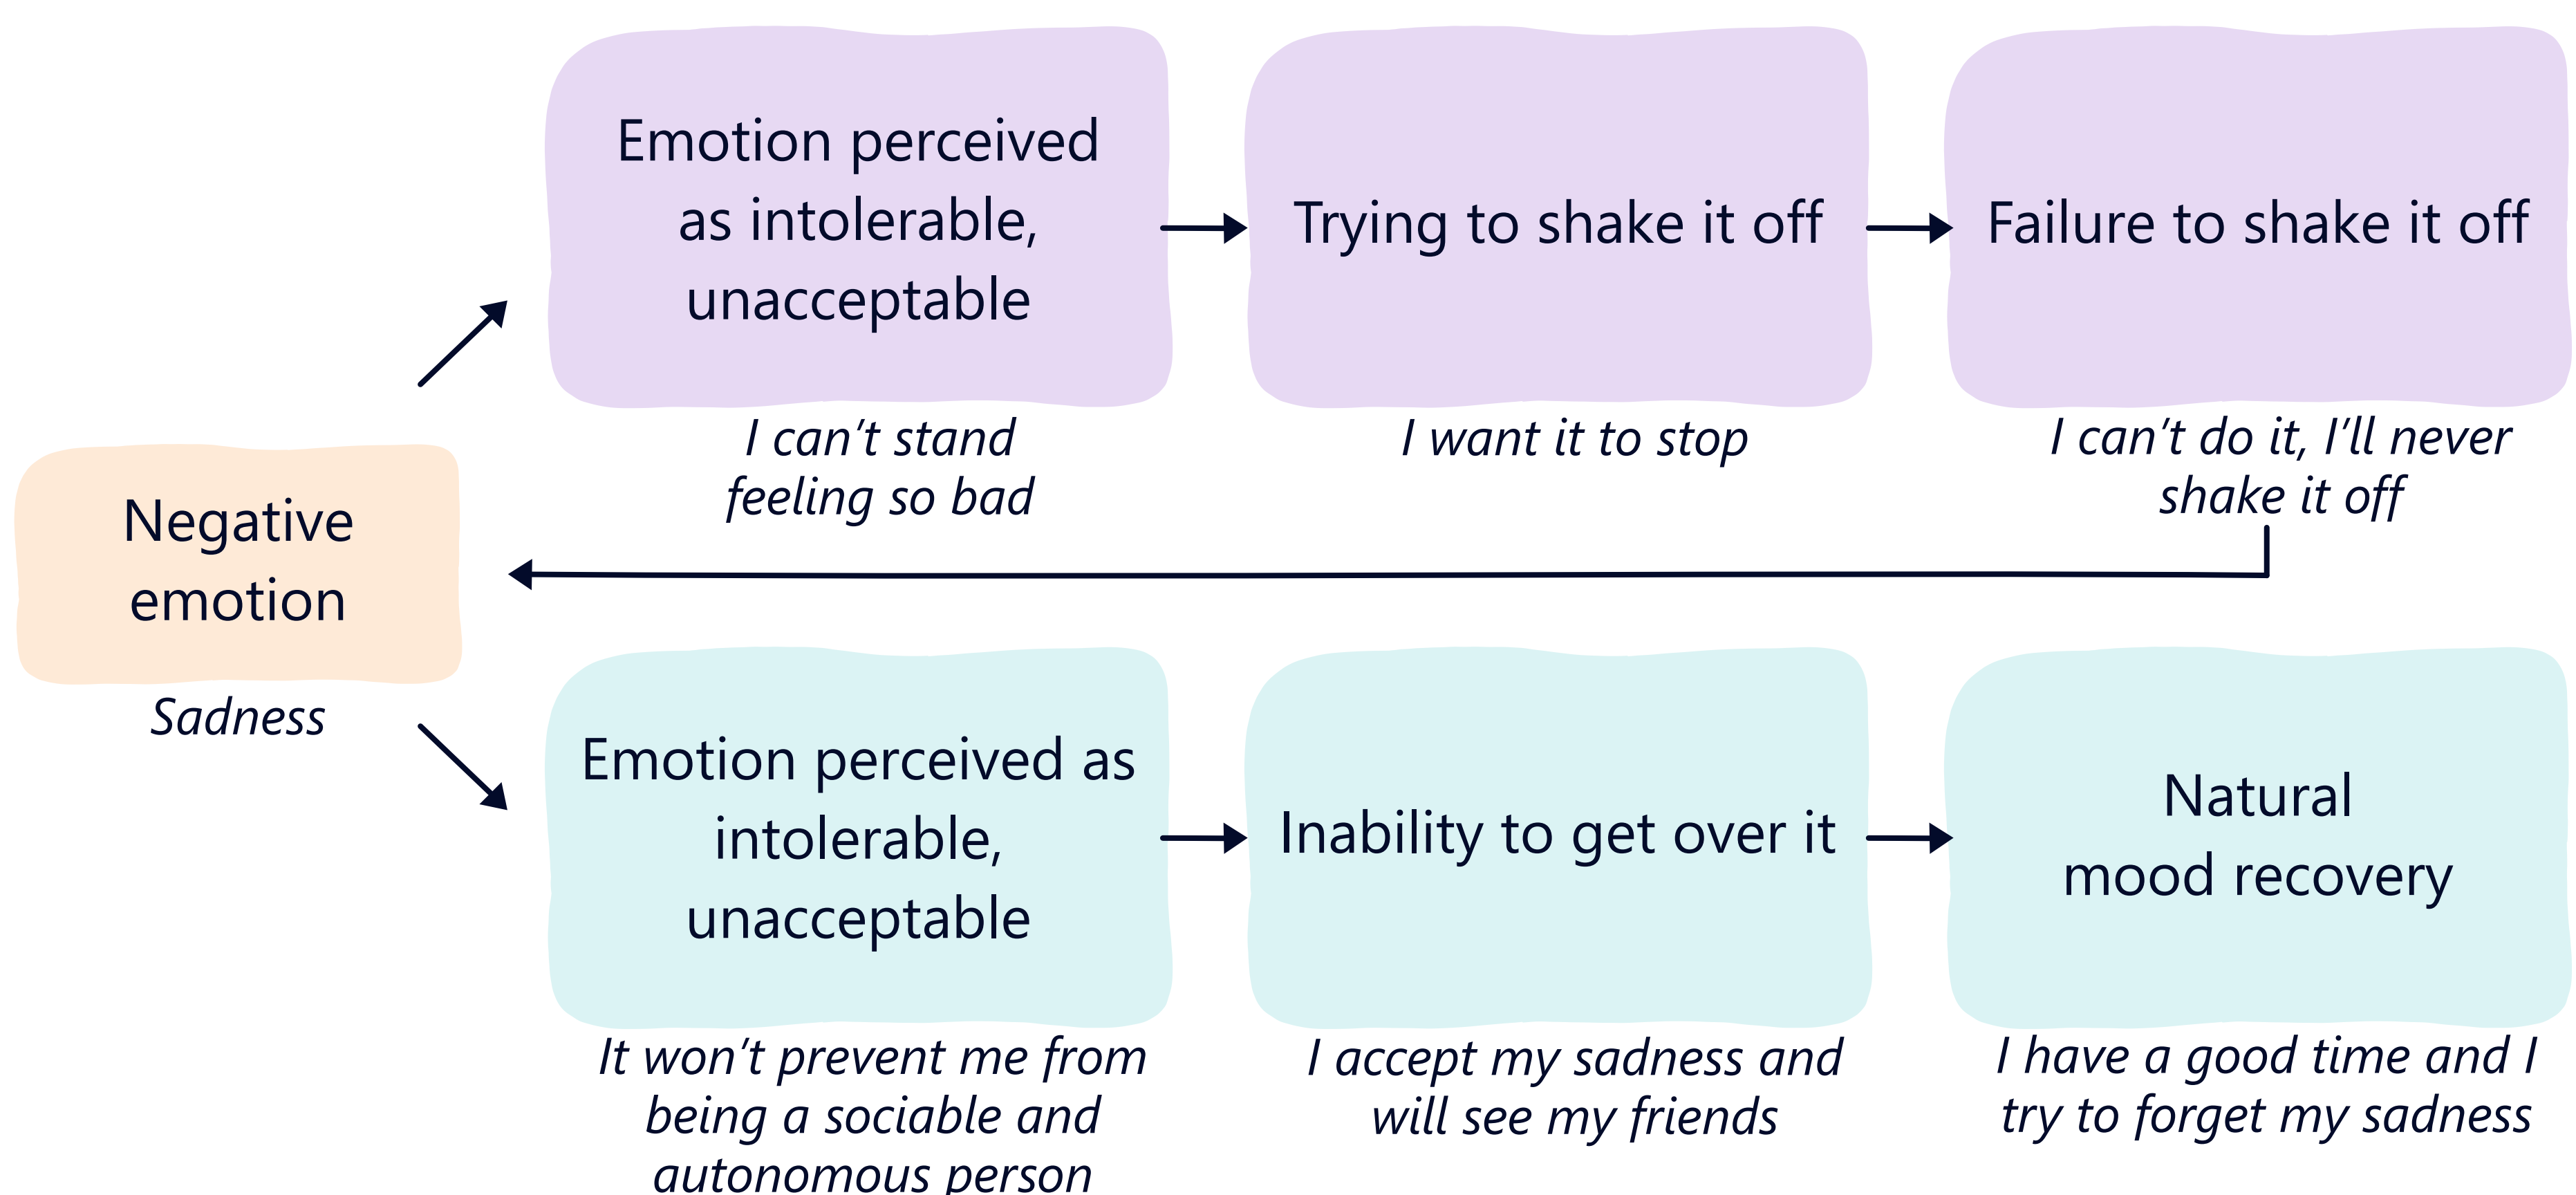 Emotion perceived
as intolerable,
unacceptable
I can’t stand
feeling so bad
Trying to shake it off
I want it to stop
Failure to shake it off
I can’t do it, I’ll never
shake it off
Negative
emotion
Sadness
Emotion perceived as
intolerable,
unacceptable
It won’t prevent me from
being a sociable and
autonomous person
Inability to get over it
I accept my sadness and
will see my friends
Natural
mood recovery
I have a good time and I
try to forget my sadness